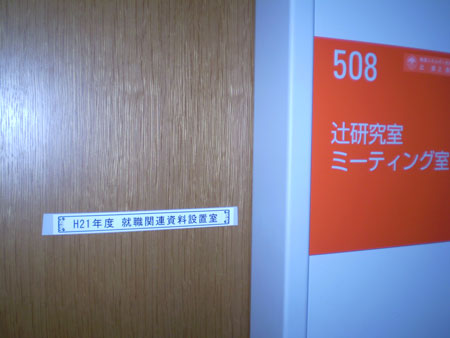 508
辻研究室
ミーティング室
H21年度 就職関連資料設置室